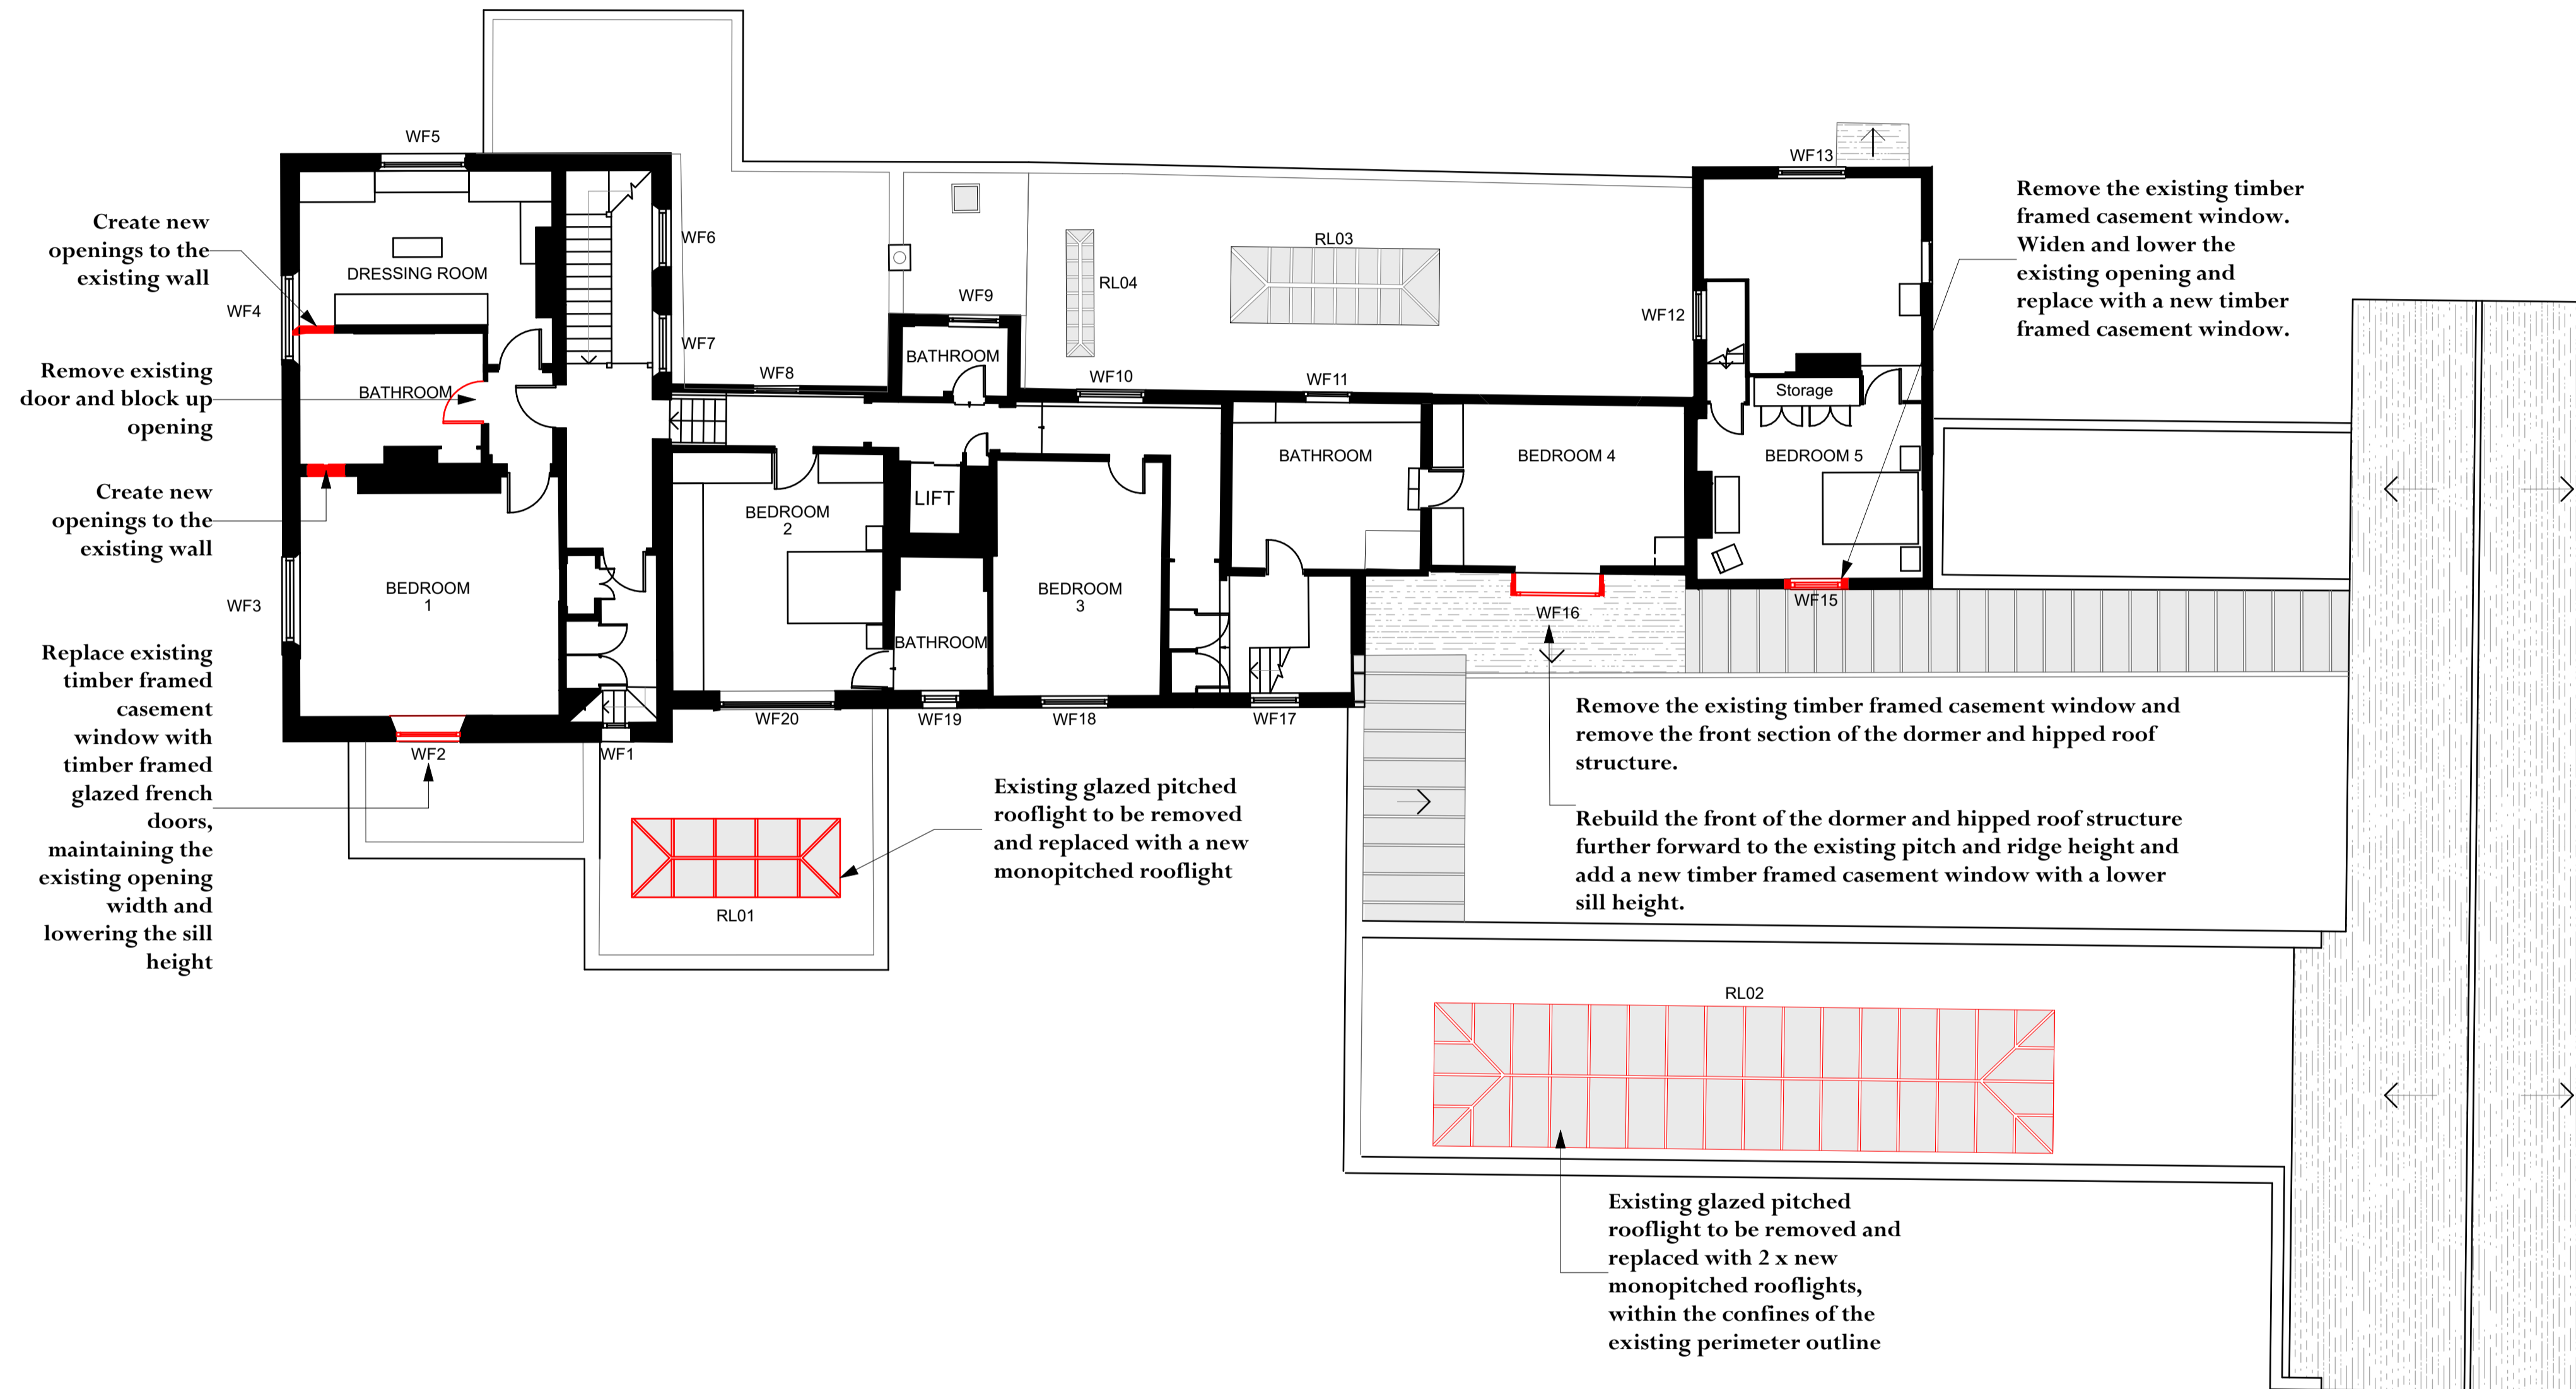 WF5
WF13
Create new
openings to the
existing wall
Remove the existing timber
framed casement window.
Widen and lower the
existing opening and
replace with a new timber
framed casement window.
WF6
RL03
DRESSING ROOM
RL04
WF4
WF9
WF12
WF7
BATHROOM
Remove existing
door and block up
opening
WF8
WF10
WF11
BATHROOM
Storage
BATHROOM
BEDROOM 4
BEDROOM 5
Create new
openings to the
existing wall
LIFT
BEDROOM
2
BEDROOM
1
BEDROOM
3
WF3
WF15
WF16
BATHROOM
Replace existing
timber framed
casement
window with
timber framed
glazed french
doors,
maintaining the
existing opening
width and
lowering the sill
height
WF20
WF19
WF18
WF17
WF2
WF1
Remove the existing timber framed casement window and
remove the front section of the dormer and hipped roof
structure.
Rebuild the front of the dormer and hipped roof structure
further forward to the existing pitch and ridge height and
add a new timber framed casement window with a lower
sill height.
Existing glazed pitched
rooflight to be removed
and replaced with a new
monopitched rooflight
RL01
RL02
Existing glazed pitched
rooflight to be removed and
replaced with 2 x new
monopitched rooflights,
within the confines of the
existing perimeter outline